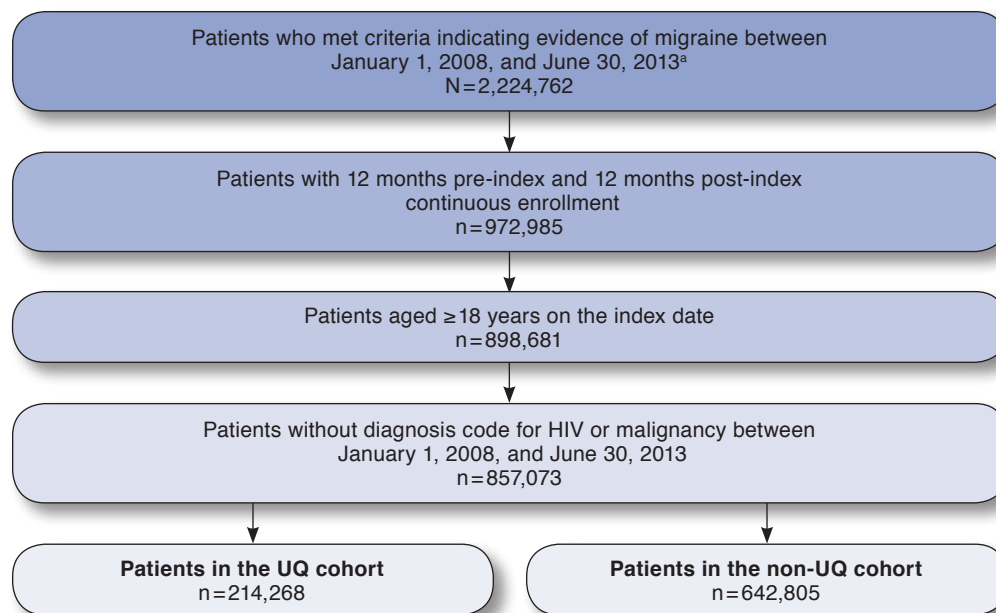 Patients who met criteria indicating evidence of migraine between
January 1, 2008, and June 30, 2013ᵃ
N=2,224,762
Patients with 12 months pre-index and 12 months post-index
continuous enrollment
n=972,985
Patients aged ≥18 years on the index date
n=898,681
Patients without diagnosis code for HIV or malignancy between
January 1, 2008, and June 30, 2013
n=857,073
Patients in the UQ cohort
n=214,268
Patients in the non-UQ cohort
n=642,805